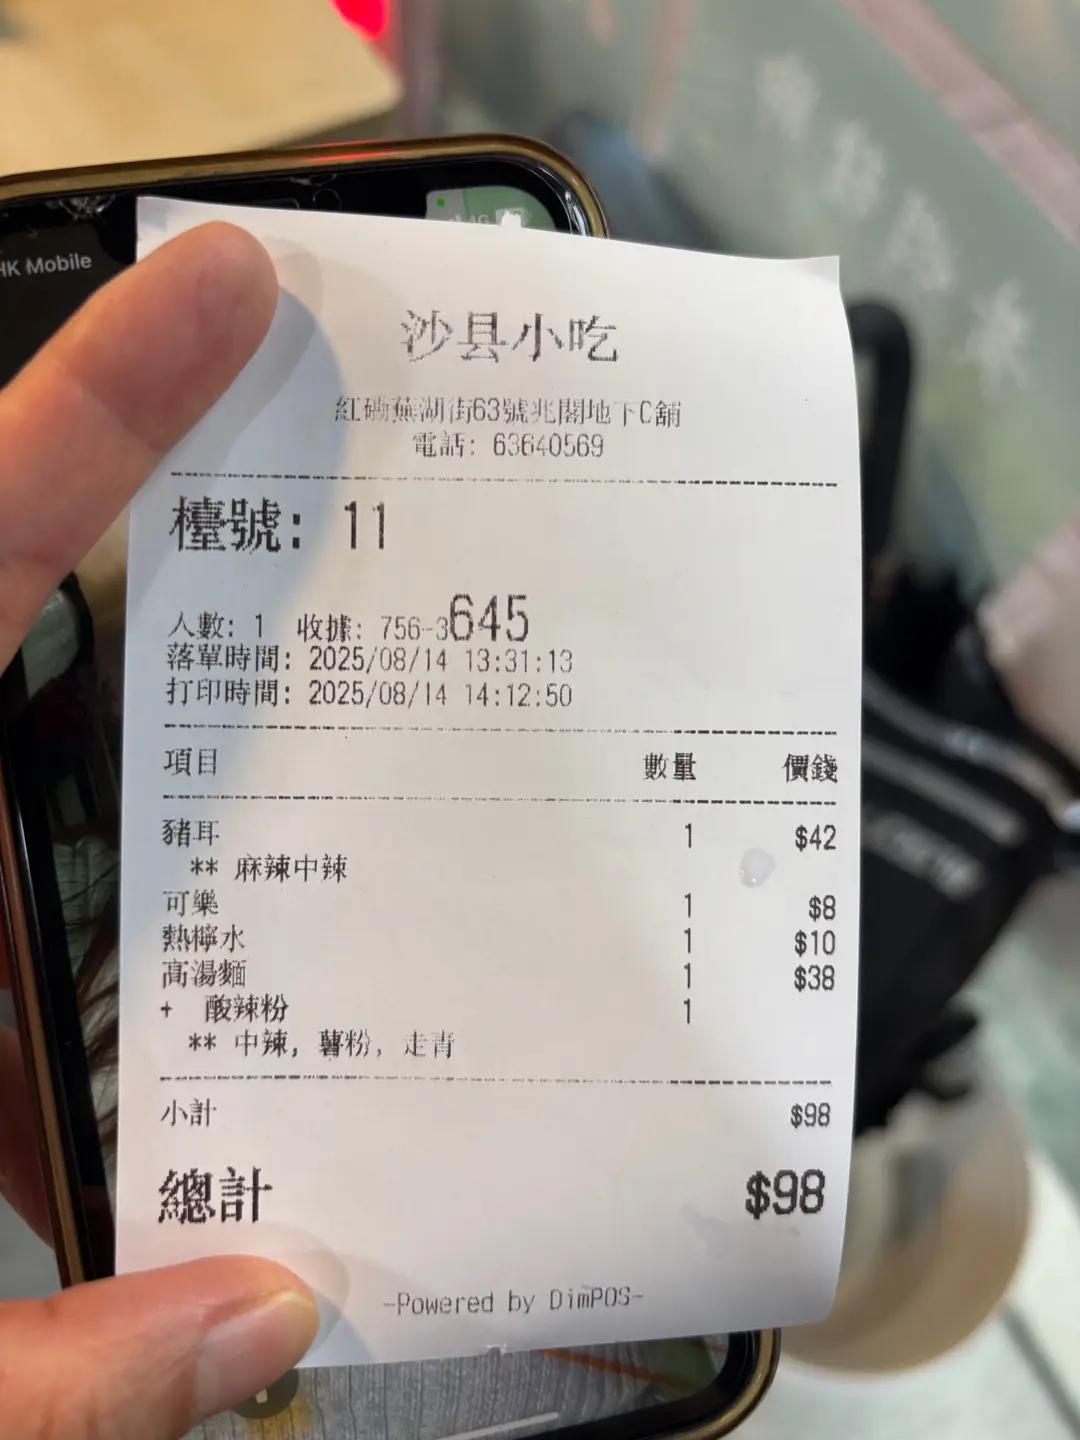 HK Mobile
4G
沙县小吃
紅磡蕪湖街63號兆閣地下C舖
電話: 63640569
檯號: 11
人數: 1 收據: 756-3645
落單時間: 2025/08/14 13:31:13
打印時間: 2025/08/14 14:12:50
項目 數量 價錢
豬耳 1 $42
** 麻辣中辣
可樂 1 $8
熱檸水 1 $10
高湯麵 1 $38
+ 酸辣粉 1
** 中辣, 薯粉, 走青
小計 $98
總計 $98
-Powered by DimPOS-